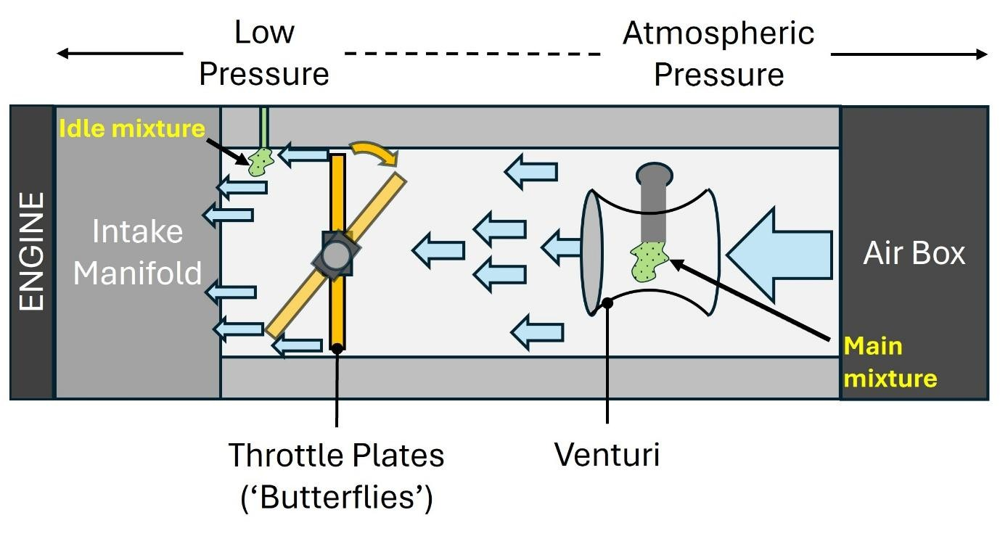 Low
Pressure
Atmospheric
Pressure
Idle mixture
ENGINE
Intake
Manifold
Air Box
Main
mixture
Throttle Plates
(‘Butterflies’)
Venturi